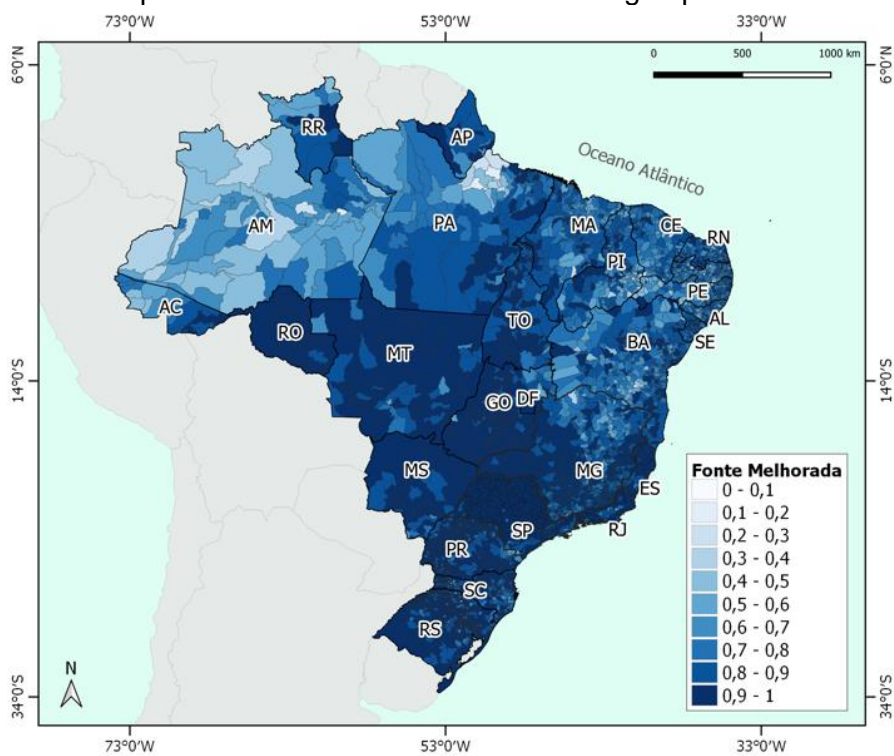 73°0'W 53°0'W 33°0'W
0 500 1000 km
6°0'N 6°0'N
RR AP
Oceano Atlântico
AM PA MA CE RN
PI
PE
AC TO AL
RO BA SE
MT
14°0'S GO DF 14°0'S
MS MG ES
SP RJ
PR
SC
RS
Fonte Melhorada
0 - 0,1
0,1 - 0,2
0,2 - 0,3
0,3 - 0,4
0,4 - 0,5
0,5 - 0,6
0,6 - 0,7
0,7 - 0,8
0,8 - 0,9
0,9 - 1
N
34°0'S 34°0'S
73°0'W 53°0'W 33°0'W